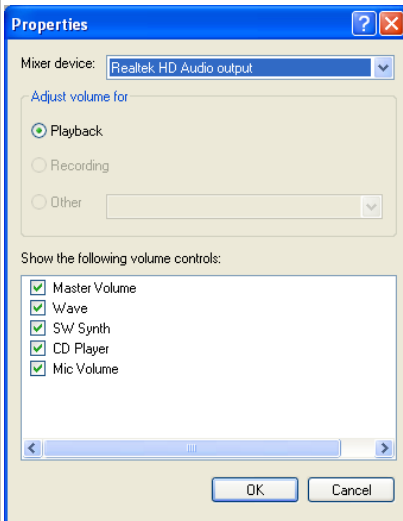 Properties
Mixer device: Realtek HD Audio output
Adjust volume for
Playback
Recording
Other
Show the following volume controls:
Master Volume
Wave
SW Synth
CD Player
Mic Volume
OK Cancel